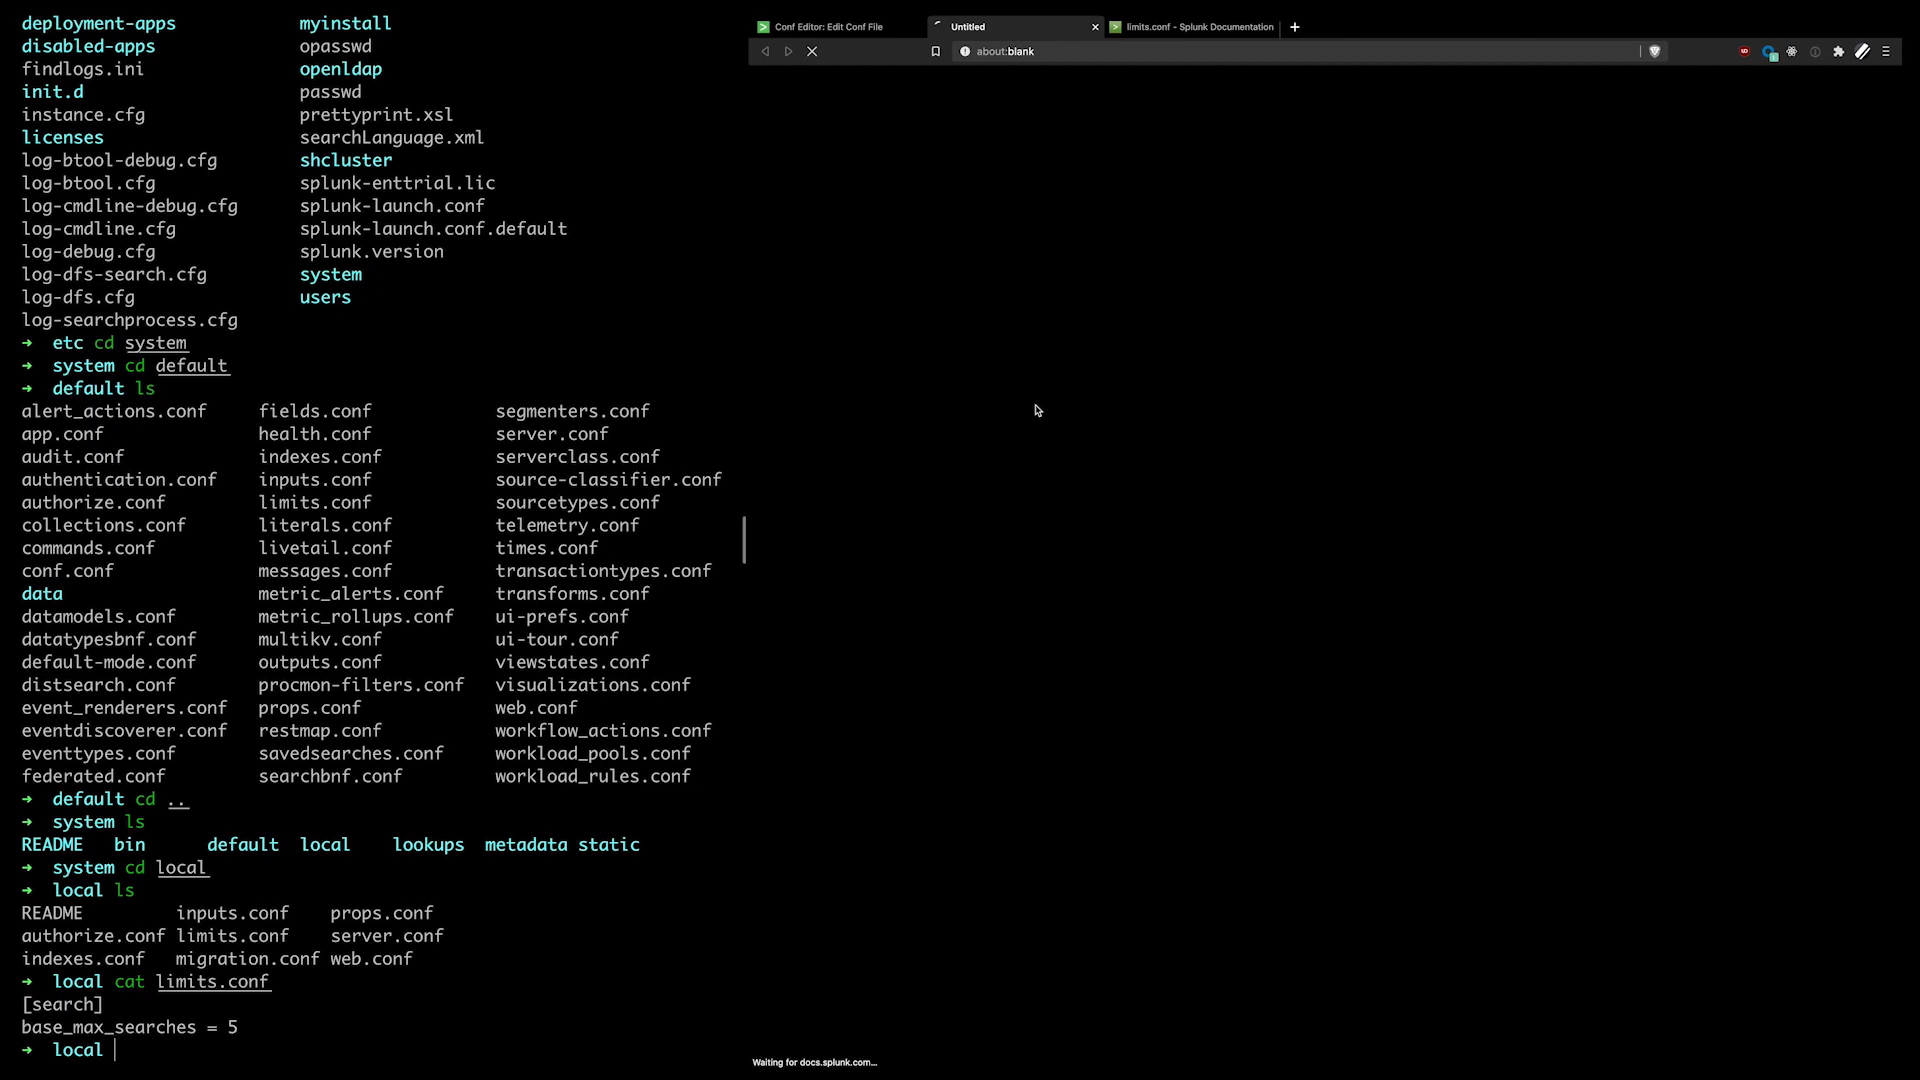 deployment-apps myinstall
disabled-apps opasswd
findlogs.ini openldap
init.d passwd
instance.cfg prettyprint.xsl
licenses searchLanguage.xml
log-btool-debug.cfg shcluster
log-btool.cfg splunk-enttrial.lic
log-cmdline-debug.cfg splunk-launch.conf
log-cmdline.cfg splunk-launch.conf.default
log-debug.cfg splunk.version
log-dfs-search.cfg system
log-dfs.cfg users
log-searchprocess.cfg
→ etc cd system
→ system cd default
→ default ls
alert_actions.conf fields.conf segmenters.conf
app.conf health.conf server.conf
audit.conf indexes.conf serverclass.conf
authentication.conf inputs.conf source-classifier.conf
authorize.conf limits.conf sourcetypes.conf
collections.conf literals.conf telemetry.conf
commands.conf livetail.conf times.conf
conf.conf messages.conf transactiontypes.conf
data metric_alerts.conf transforms.conf
datamodels.conf metric_rollups.conf ui-prefs.conf
datatypesbnf.conf multikv.conf ui-tour.conf
default-mode.conf outputs.conf viewstates.conf
distsearch.conf procmon-filters.conf visualizations.conf
event_renderers.conf props.conf web.conf
eventdiscoverer.conf restmap.conf workflow_actions.conf
eventtypes.conf savedsearches.conf workload_pools.conf
federated.conf searchbnf.conf workload_rules.conf
→ default cd ..
→ system ls
README bin default local lookups metadata static
→ system cd local
→ local ls
README inputs.conf props.conf
authorize.conf limits.conf server.conf
indexes.conf migration.conf web.conf
→ local cat limits.conf
[search]
base_max_searches = 5
→ local
Conf Editor: Edit Conf File Untitled limits.conf - Splunk Documentation
about:blank
Waiting for docs.splunk.com...